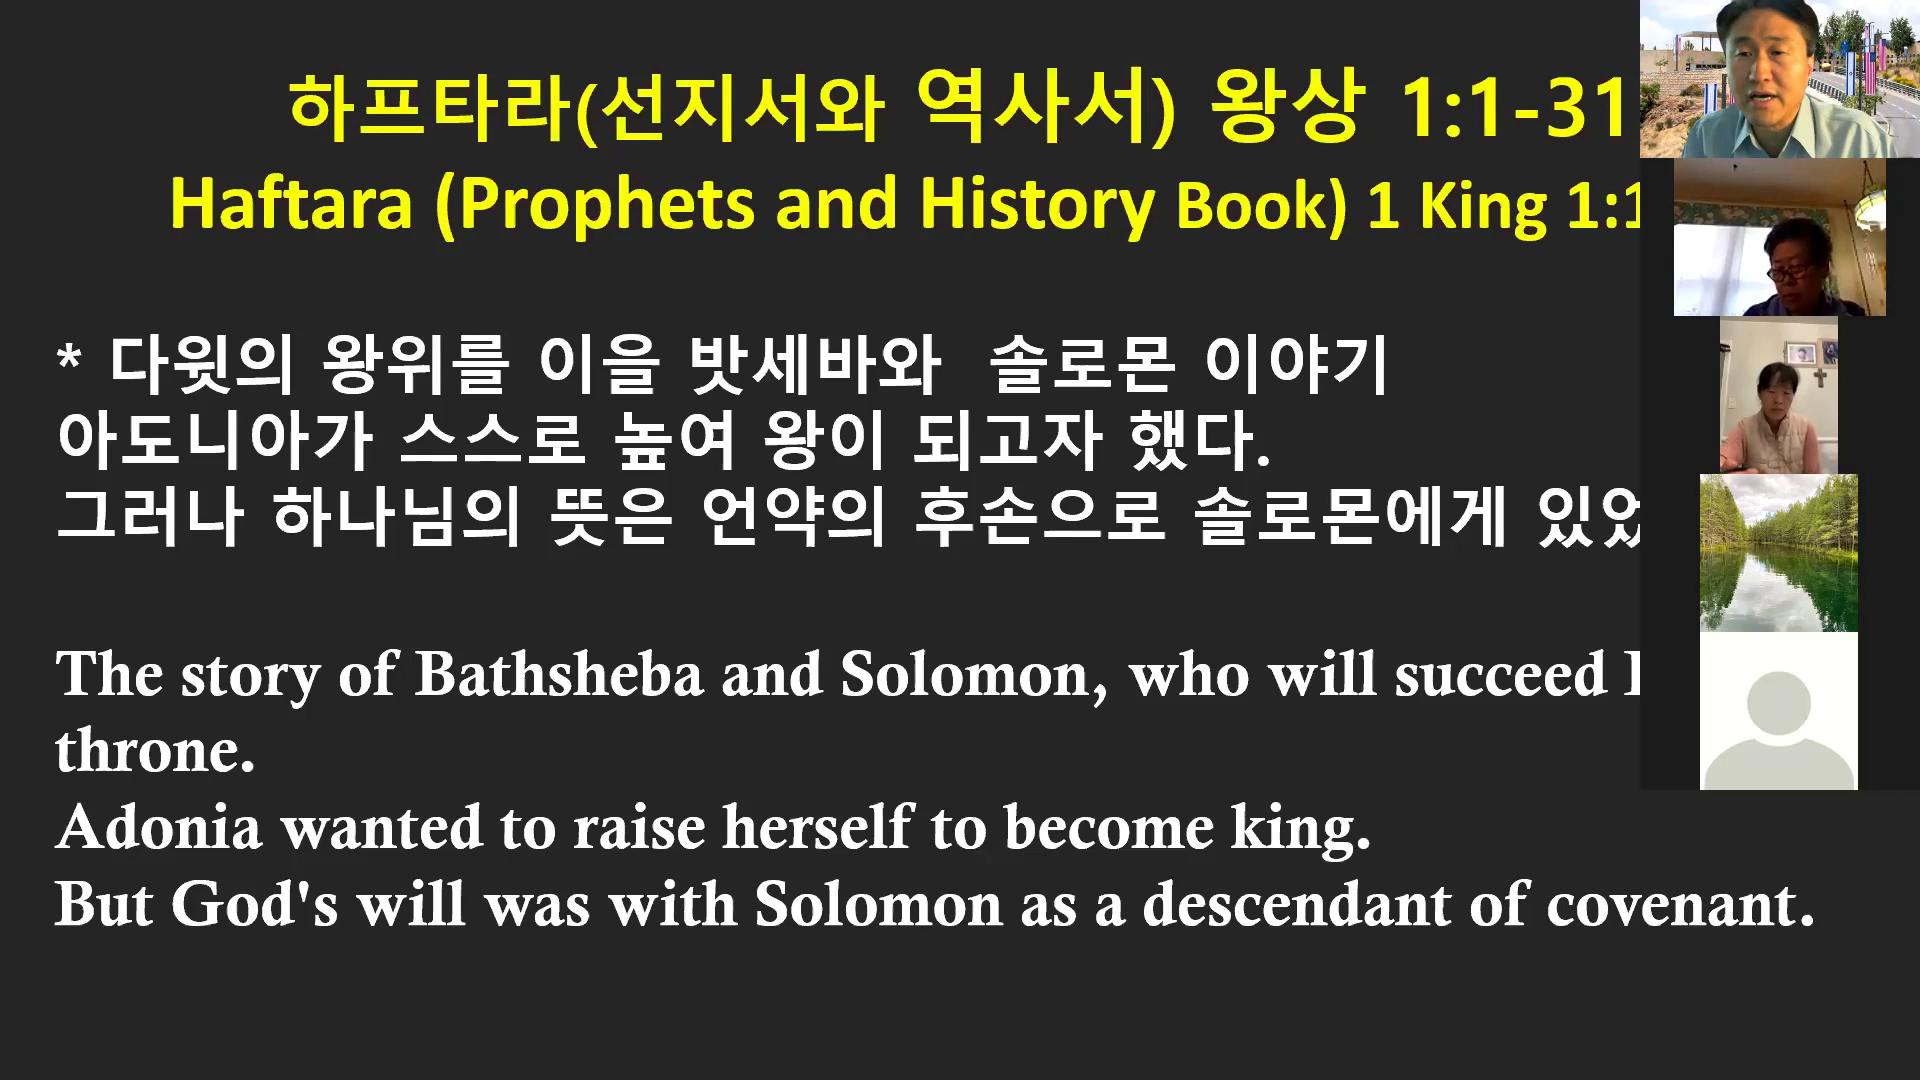 하프타라(선지서와 역사서) 왕상 1:1-31
Haftara (Prophets and History Book) 1 King 1:1
* 다윗의 왕위를 이을 밧세바와 솔로몬 이야기
아도니아가 스스로 높여 왕이 되고자 했다.
그러나 하나님의 뜻은 언약의 후손으로 솔로몬에게
The story of Bathsheba and Solomon, who will succeed
throne.
Adonia wanted to raise herself to become king.
But God's will was with Solomon as a descendant of covenant.